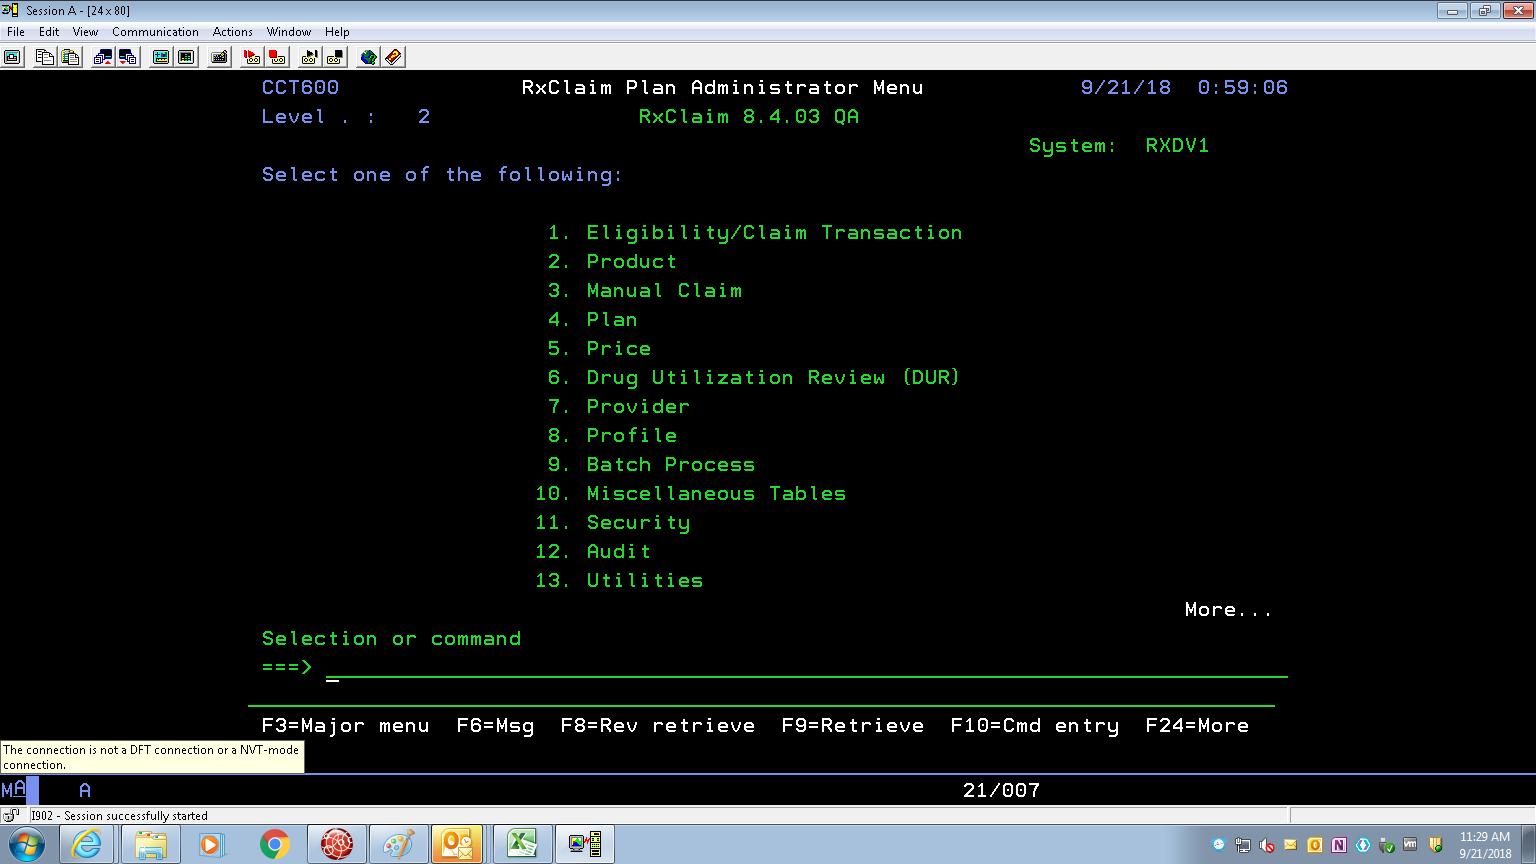 Session A - [24 x 80]
File Edit View Communication Actions Window Help
CCT600 RxClaim Plan Administrator Menu 9/21/18 0:59:06
Level . : 2 RxClaim 8.4.03 QA
System: RXDV1
Select one of the following:
1. Eligibility/Claim Transaction
2. Product
3. Manual Claim
4. Plan
5. Price
6. Drug Utilization Review (DUR)
7. Provider
8. Profile
9. Batch Process
10. Miscellaneous Tables
11. Security
12. Audit
13. Utilities
More...
Selection or command
===>
F3=Major menu F6=Msg F8=Rev retrieve F9=Retrieve F10=Cmd entry F24=More
The connection is not a DFT connection or a NVT-mode
connection.
MA A 21/007
I902 - Session successfully started
11:29 AM
9/21/2018